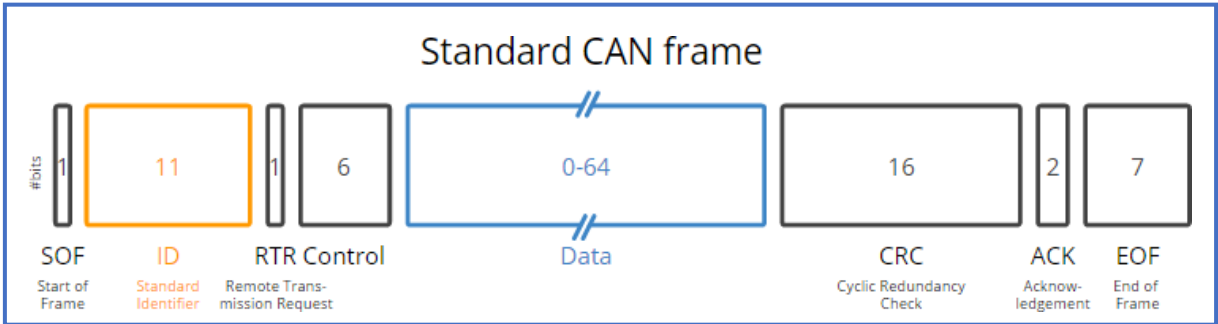 Standard CAN frame
#bits
1 11 1 6 0-64 16 2 7
SOF ID RTR Control Data CRC ACK EOF
Start of Frame
Standard Identifier
Remote Trans-
mission Request
Cyclic Redundancy
Check
Acknow-
ledgement
End of
Frame